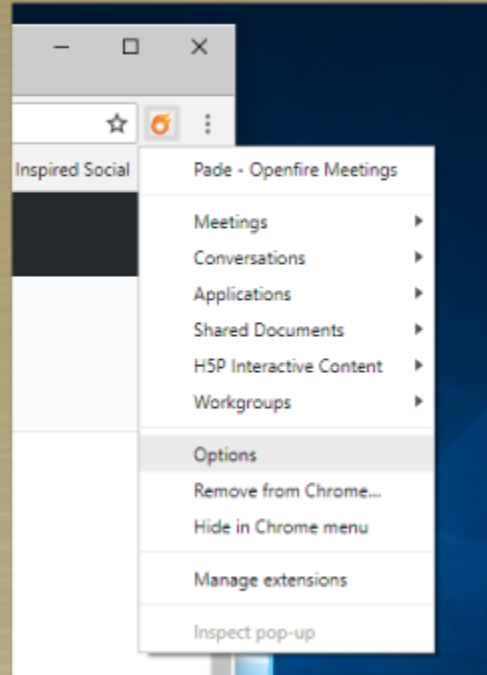 Inspired Social
Pade - Openfire Meetings
Meetings
Conversations
Applications
Shared Documents
H5P Interactive Content
Workgroups
Options
Remove from Chrome...
Hide in Chrome menu
Manage extensions
Inspect pop-up